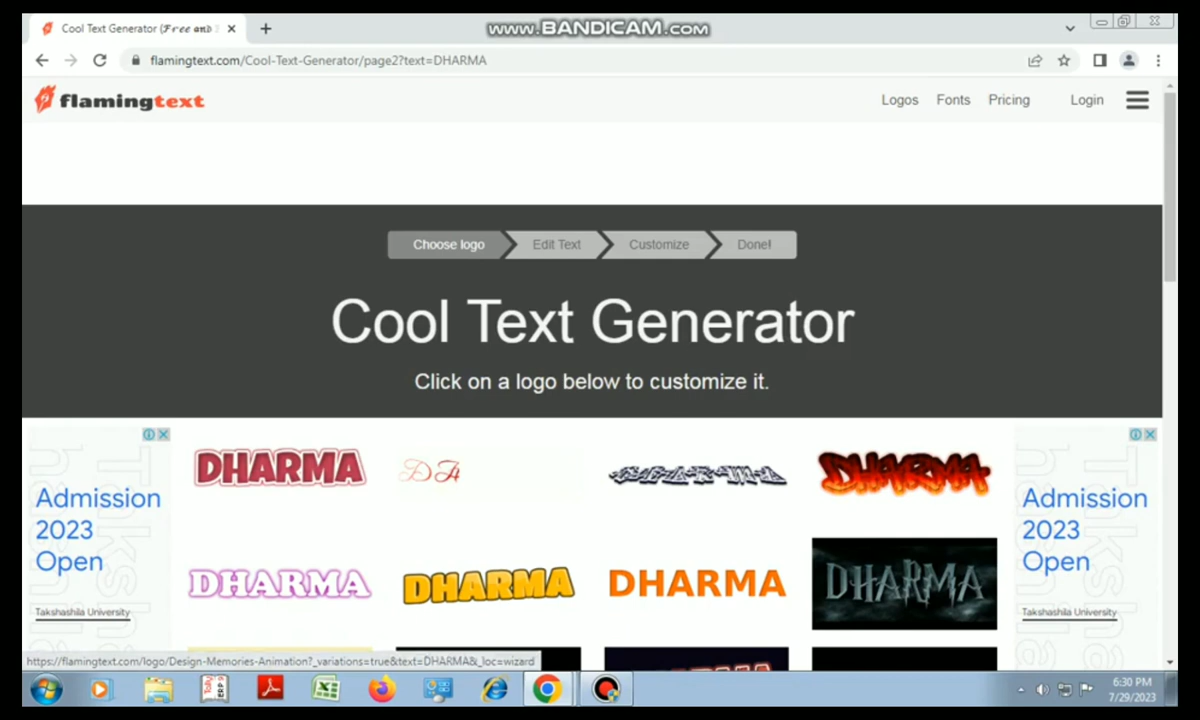 Cool Text Generator (𝓕𝓻𝓮𝓮 𝓪𝓷𝓭
www.BANDICAM.com
flamingtext.com/Cool-Text-Generator/page2?text=DHARMA
flamingtext
Logos Fonts Pricing Login
Choose logo Edit Text Customize Done!
Cool Text Generator
Click on a logo below to customize it.
Admission
2023
Open
Takshashila University
DHARMA
DHARMA
DHARMA
DHARMA
DHARMA
DHARMA
DHARMA
Admission
2023
Open
Takshashila University
https://flamingtext.com/logo/Design-Memories-Animation?_variations=true&text=DHARMA&_loc=wizard
6:30 PM
7/29/2023